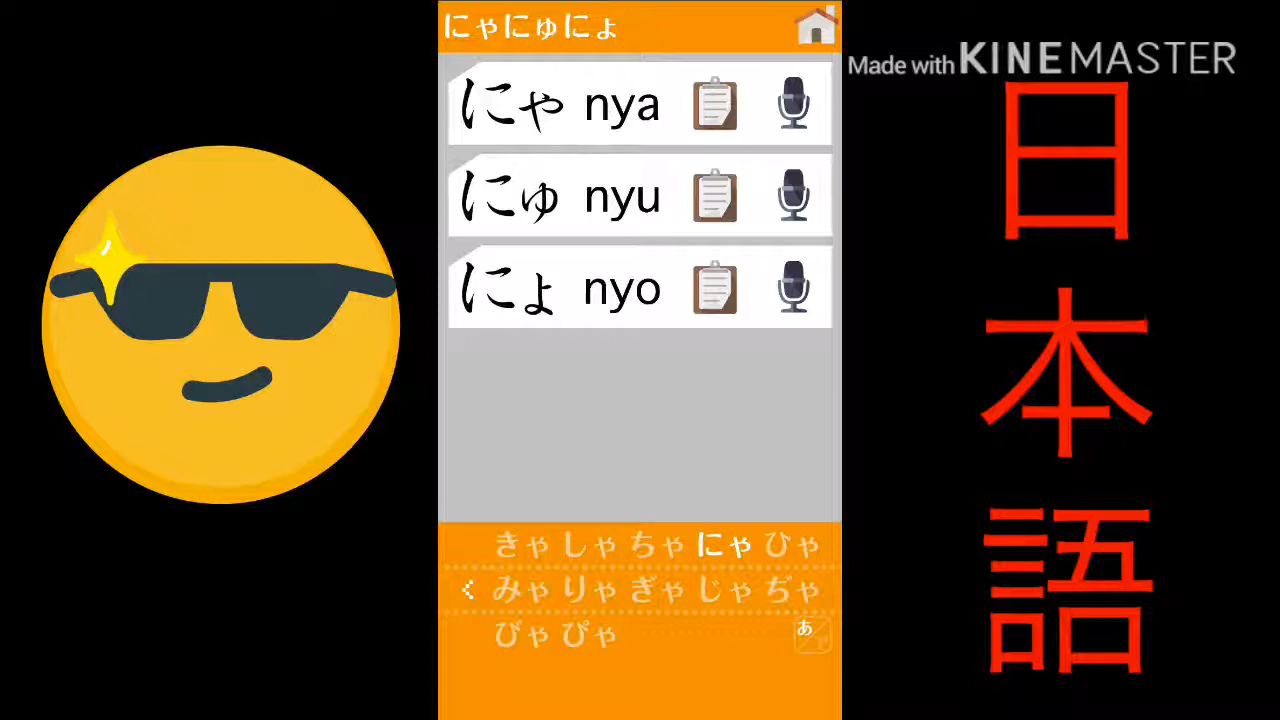 にゃにゅにょ
Made with KINEMASTER
にゃ nya
にゅ nyu
にょ nyo
きゃ しゃ ちゃ にゃ ひゃ
みゃ りゃ ぎゃ じゃ ぢゃ
びゃ ぴゃ
あ
日本語